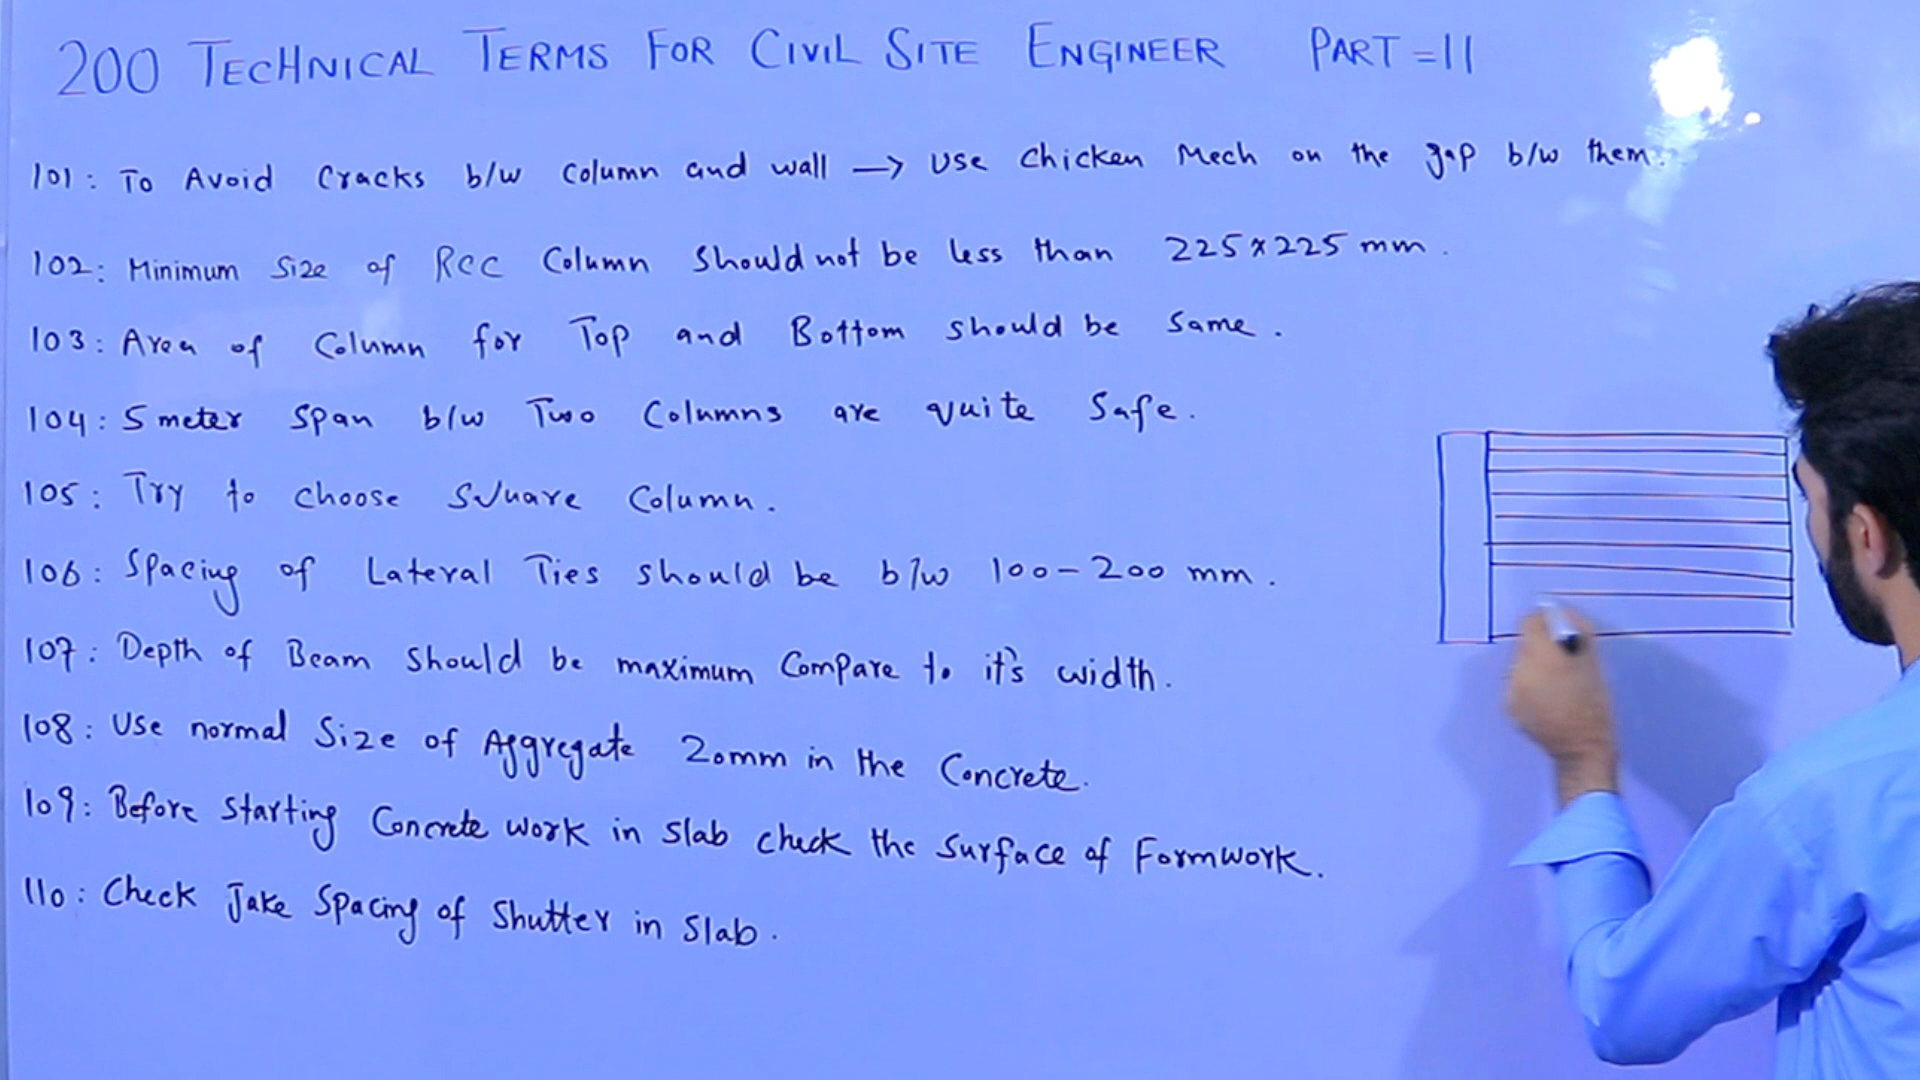 200 TECHNICAL TERMS FOR CIVIL SITE ENGINEER PART = 11
101: To Avoid Cracks b/w Column and wall → Use Chicken Mech on the gap b/w them.
102: Minimum Size of RCC Column Should not be less than 225x225 mm.
103: Area of Column for Top and Bottom should be Same.
104: 5 meter Span b/w Two Columns are quite Safe.
105: Try to choose Square Column.
106: Spacing of Lateral Ties should be b/w 100-200 mm.
107: Depth of Beam should be maximum Compare to it's width.
108: Use normal Size of Aggregate 20mm in the Concrete.
109: Before Starting Concrete work in Slab check the Surface of Formwork.
110: Check Jake Spacing of Shutter in Slab.